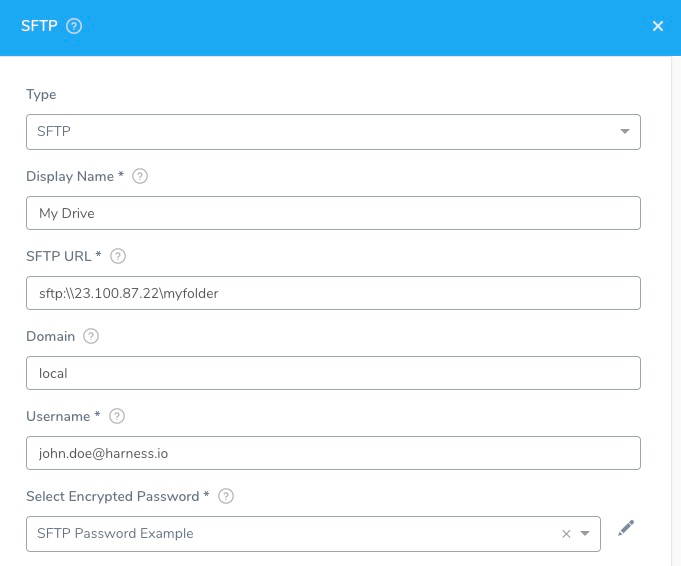 SFTP ?
Type
SFTP
Display Name * ?
My Drive
SFTP URL * ?
sftp:\\23.100.87.22\myfolder
Domain ?
local
Username * ?
john.doe@harness.io
Select Encrypted Password * ?
SFTP Password Example